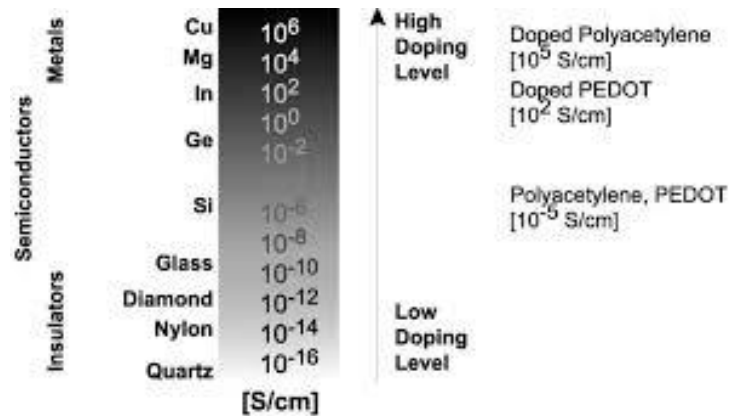 Semiconductors
Metals
Insulators
Cu
Mg
In
Ge
Si
Glass
Diamond
Nylon
Quartz
10^6
10^4
10^2
10^0
10^-2
10^-6
10^-8
10^-10
10^-12
10^-14
10^-16
[S/cm]
High
Doping
Level
Low
Doping
Level
Doped Polyacetylene
[10^5 S/cm]
Doped PEDOT
[10^2 S/cm]
Polyacetylene, PEDOT
[10^-5 S/cm]